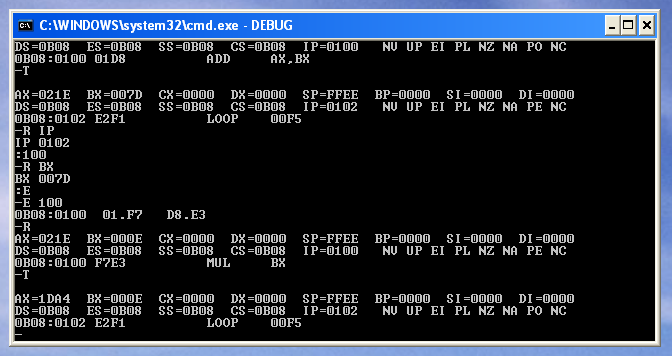 C:\WINDOWS\system32\cmd.exe - DEBUG
DS=0B08 ES=0B08 SS=0B08 CS=0B08 IP=0100 NV UP EI PL NZ NA PO NC
0B08:0100 01D8 ADD AX,BX
-T
AX=021E BX=007D CX=0000 DX=0000 SP=FFEE BP=0000 SI=0000 DI=0000
DS=0B08 ES=0B08 SS=0B08 CS=0B08 IP=0102 NV UP EI PL NZ NA PE NC
0B08:0102 E2F1 LOOP 00F5
-R IP
IP 0102
:100
-R BX
BX 007D
:E
-E 100
0B08:0100 01.F7 D8.E3
-R
AX=021E BX=000E CX=0000 DX=0000 SP=FFEE BP=0000 SI=0000 DI=0000
DS=0B08 ES=0B08 SS=0B08 CS=0B08 IP=0100 NV UP EI PL NZ NA PE NC
0B08:0100 F7E3 MUL BX
-T
AX=1DA4 BX=000E CX=0000 DX=0000 SP=FFEE BP=0000 SI=0000 DI=0000
DS=0B08 ES=0B08 SS=0B08 CS=0B08 IP=0102 NV UP EI PL NZ NA PE NC
0B08:0102 E2F1 LOOP 00F5
-